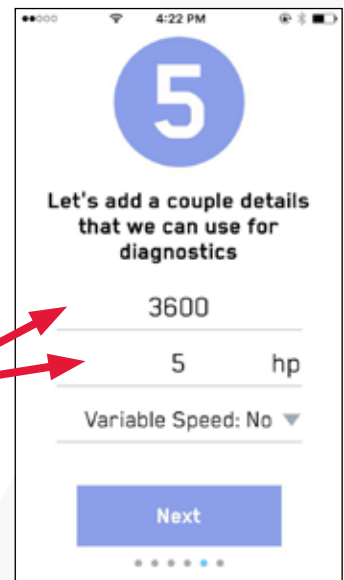 4:22 PM
5
Let's add a couple details
that we can use for
diagnostics
3600
5 hp
Variable Speed: No
Next